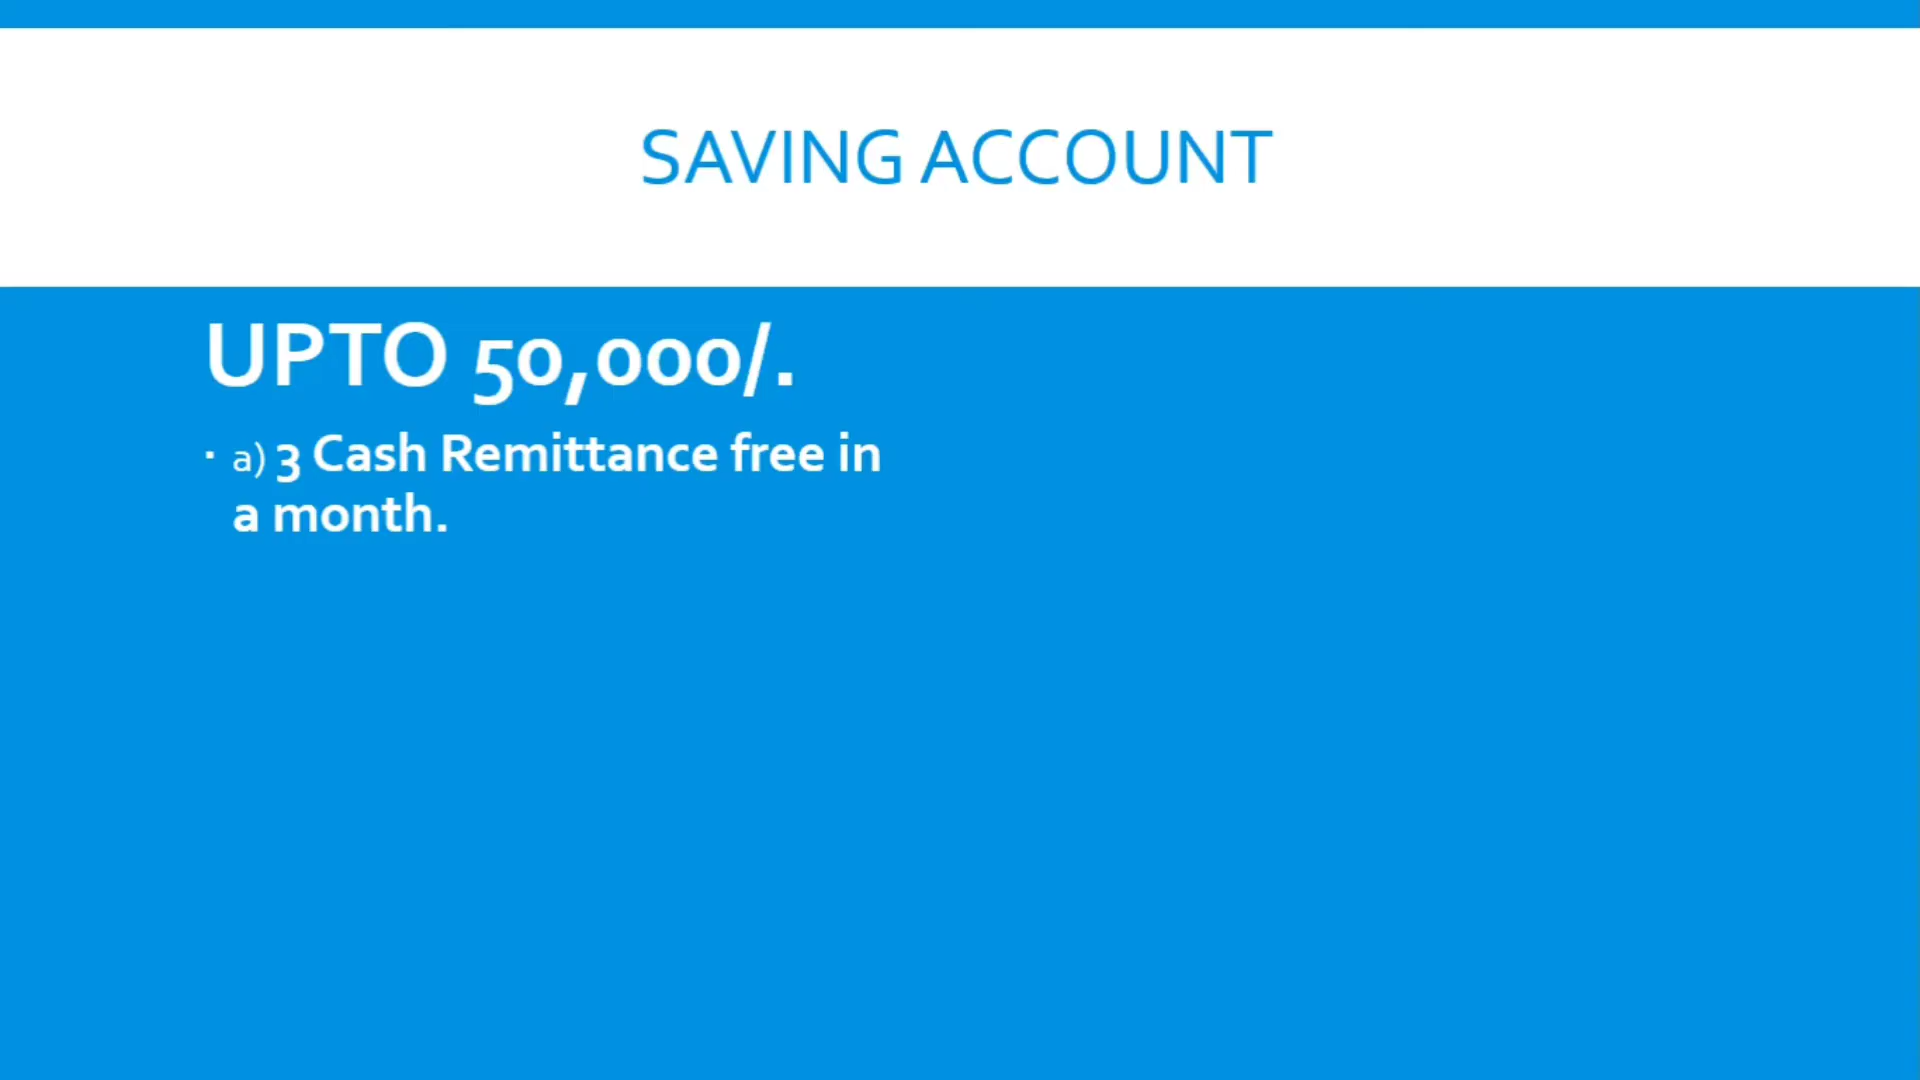 SAVING ACCOUNT
UPTO 50,000/.
▪ a) 3 Cash Remittance free in
a month.